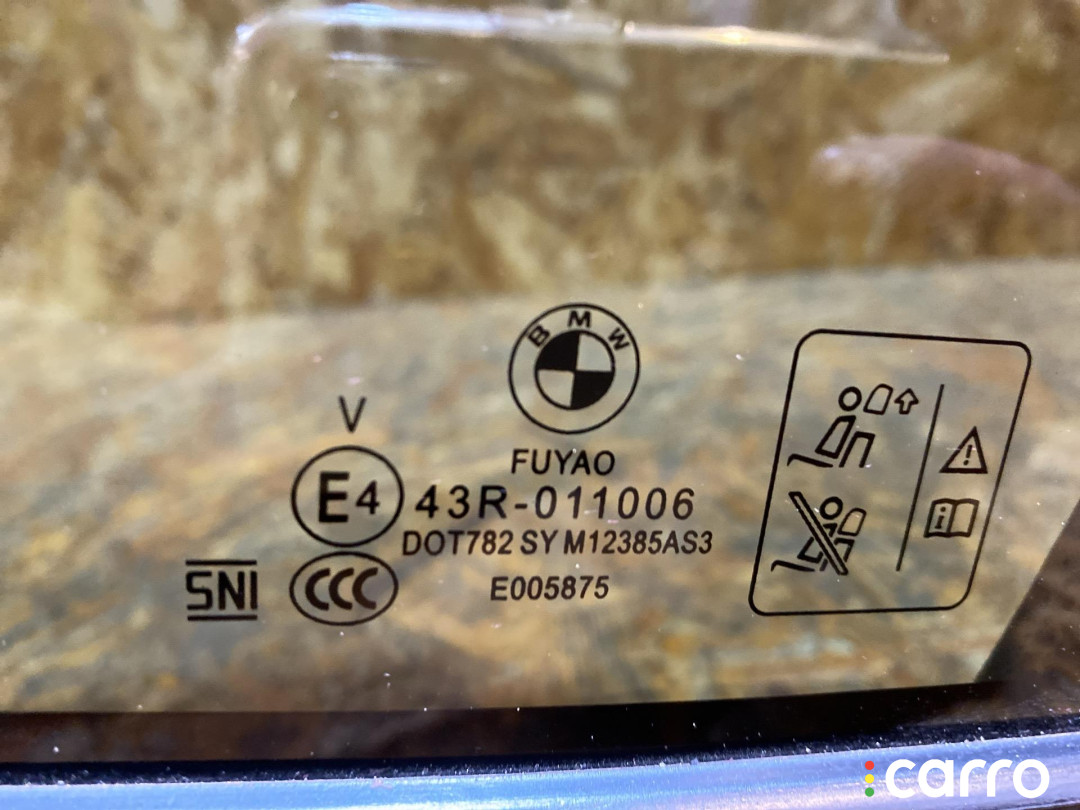 BMW
V
FUYAO
E4 43R-011006
DOT782 SY M12385AS3
SNI CCC E005875
i
carro